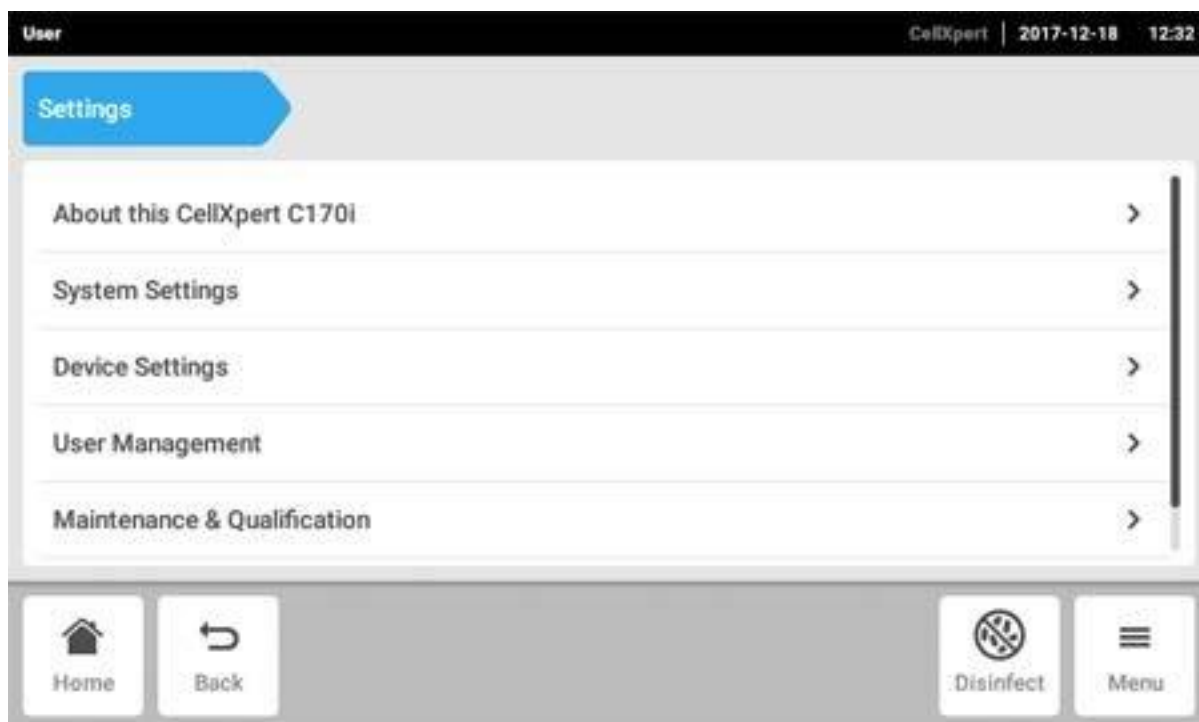 User CellXpert | 2017-12-18 12:32
Settings
About this CellXpert C170i
System Settings
Device Settings
User Management
Maintenance & Qualification
Home Back Disinfect Menu